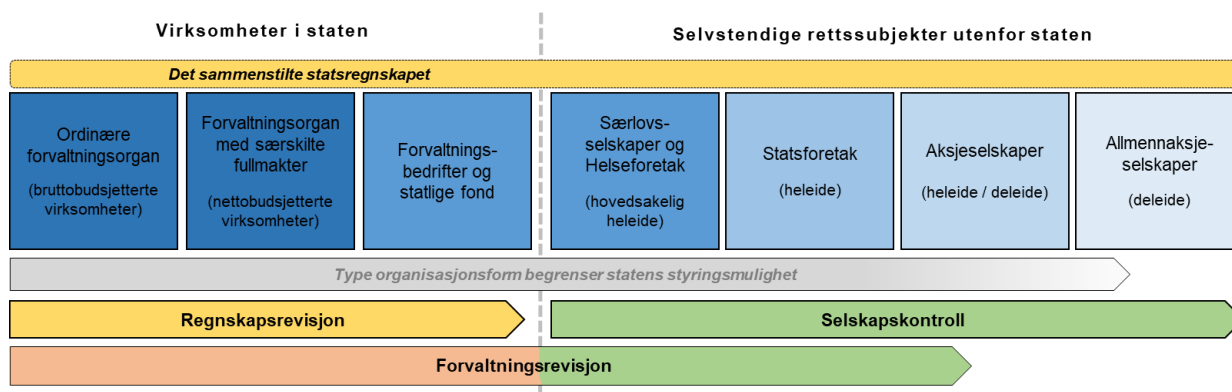 Virksomheter i staten
Selvstendige rettssubjekter utenfor staten
Det sammenstilte statsregnskapet
Ordinære
forvaltningsorgan
(bruttobudsjetterte
virksomheter)
Forvaltningsorgan
med særskilte
fullmakter
(nettobudsjetterte
virksomheter)
Forvaltnings-
bedrifter og
statlige fond
Særlovs-
selskaper og
Helseforetak
(hovedsakelig
heleide)
Statsforetak
(heleide)
Aksjeselskaper
(heleide / deleide)
Allmennaksje-
selskaper
(deleide)
Type organisasjonsform begrenser statens styringsmulighet
Regnskapsrevisjon
Selskapskontroll
Forvaltningsrevisjon